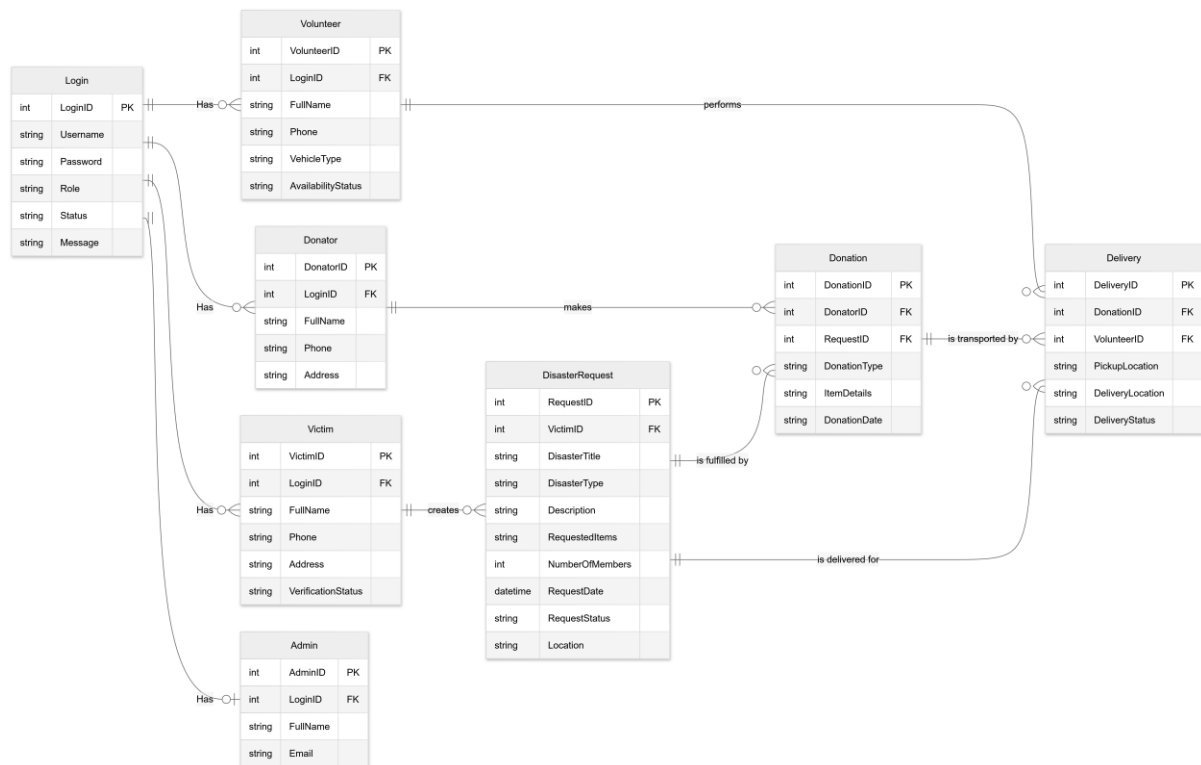 Volunteer
int VolunteerID PK
int LoginID FK
string FullName
string Phone
string VehicleType
string AvailabilityStatus
Login
int LoginID PK
string Username
string Password
string Role
string Status
string Message
Has
performs
Donator
int DonatorID PK
int LoginID FK
string FullName
string Phone
string Address
Has
makes
Donation
int DonationID PK
int DonatorID FK
int RequestID FK
string DonationType
string ItemDetails
string DonationDate
is transported by
Delivery
int DeliveryID PK
int DonationID FK
int VolunteerID FK
string PickupLocation
string DeliveryLocation
string DeliveryStatus
DisasterRequest
int RequestID PK
int VictimID FK
string DisasterTitle
string DisasterType
string Description
string RequestedItems
int NumberOfMembers
datetime RequestDate
string RequestStatus
string Location
is fulfilled by
is delivered for
Victim
int VictimID PK
int LoginID FK
string FullName
string Phone
string Address
string VerificationStatus
Has
creates
Admin
int AdminID PK
int LoginID FK
string FullName
string Email
Has